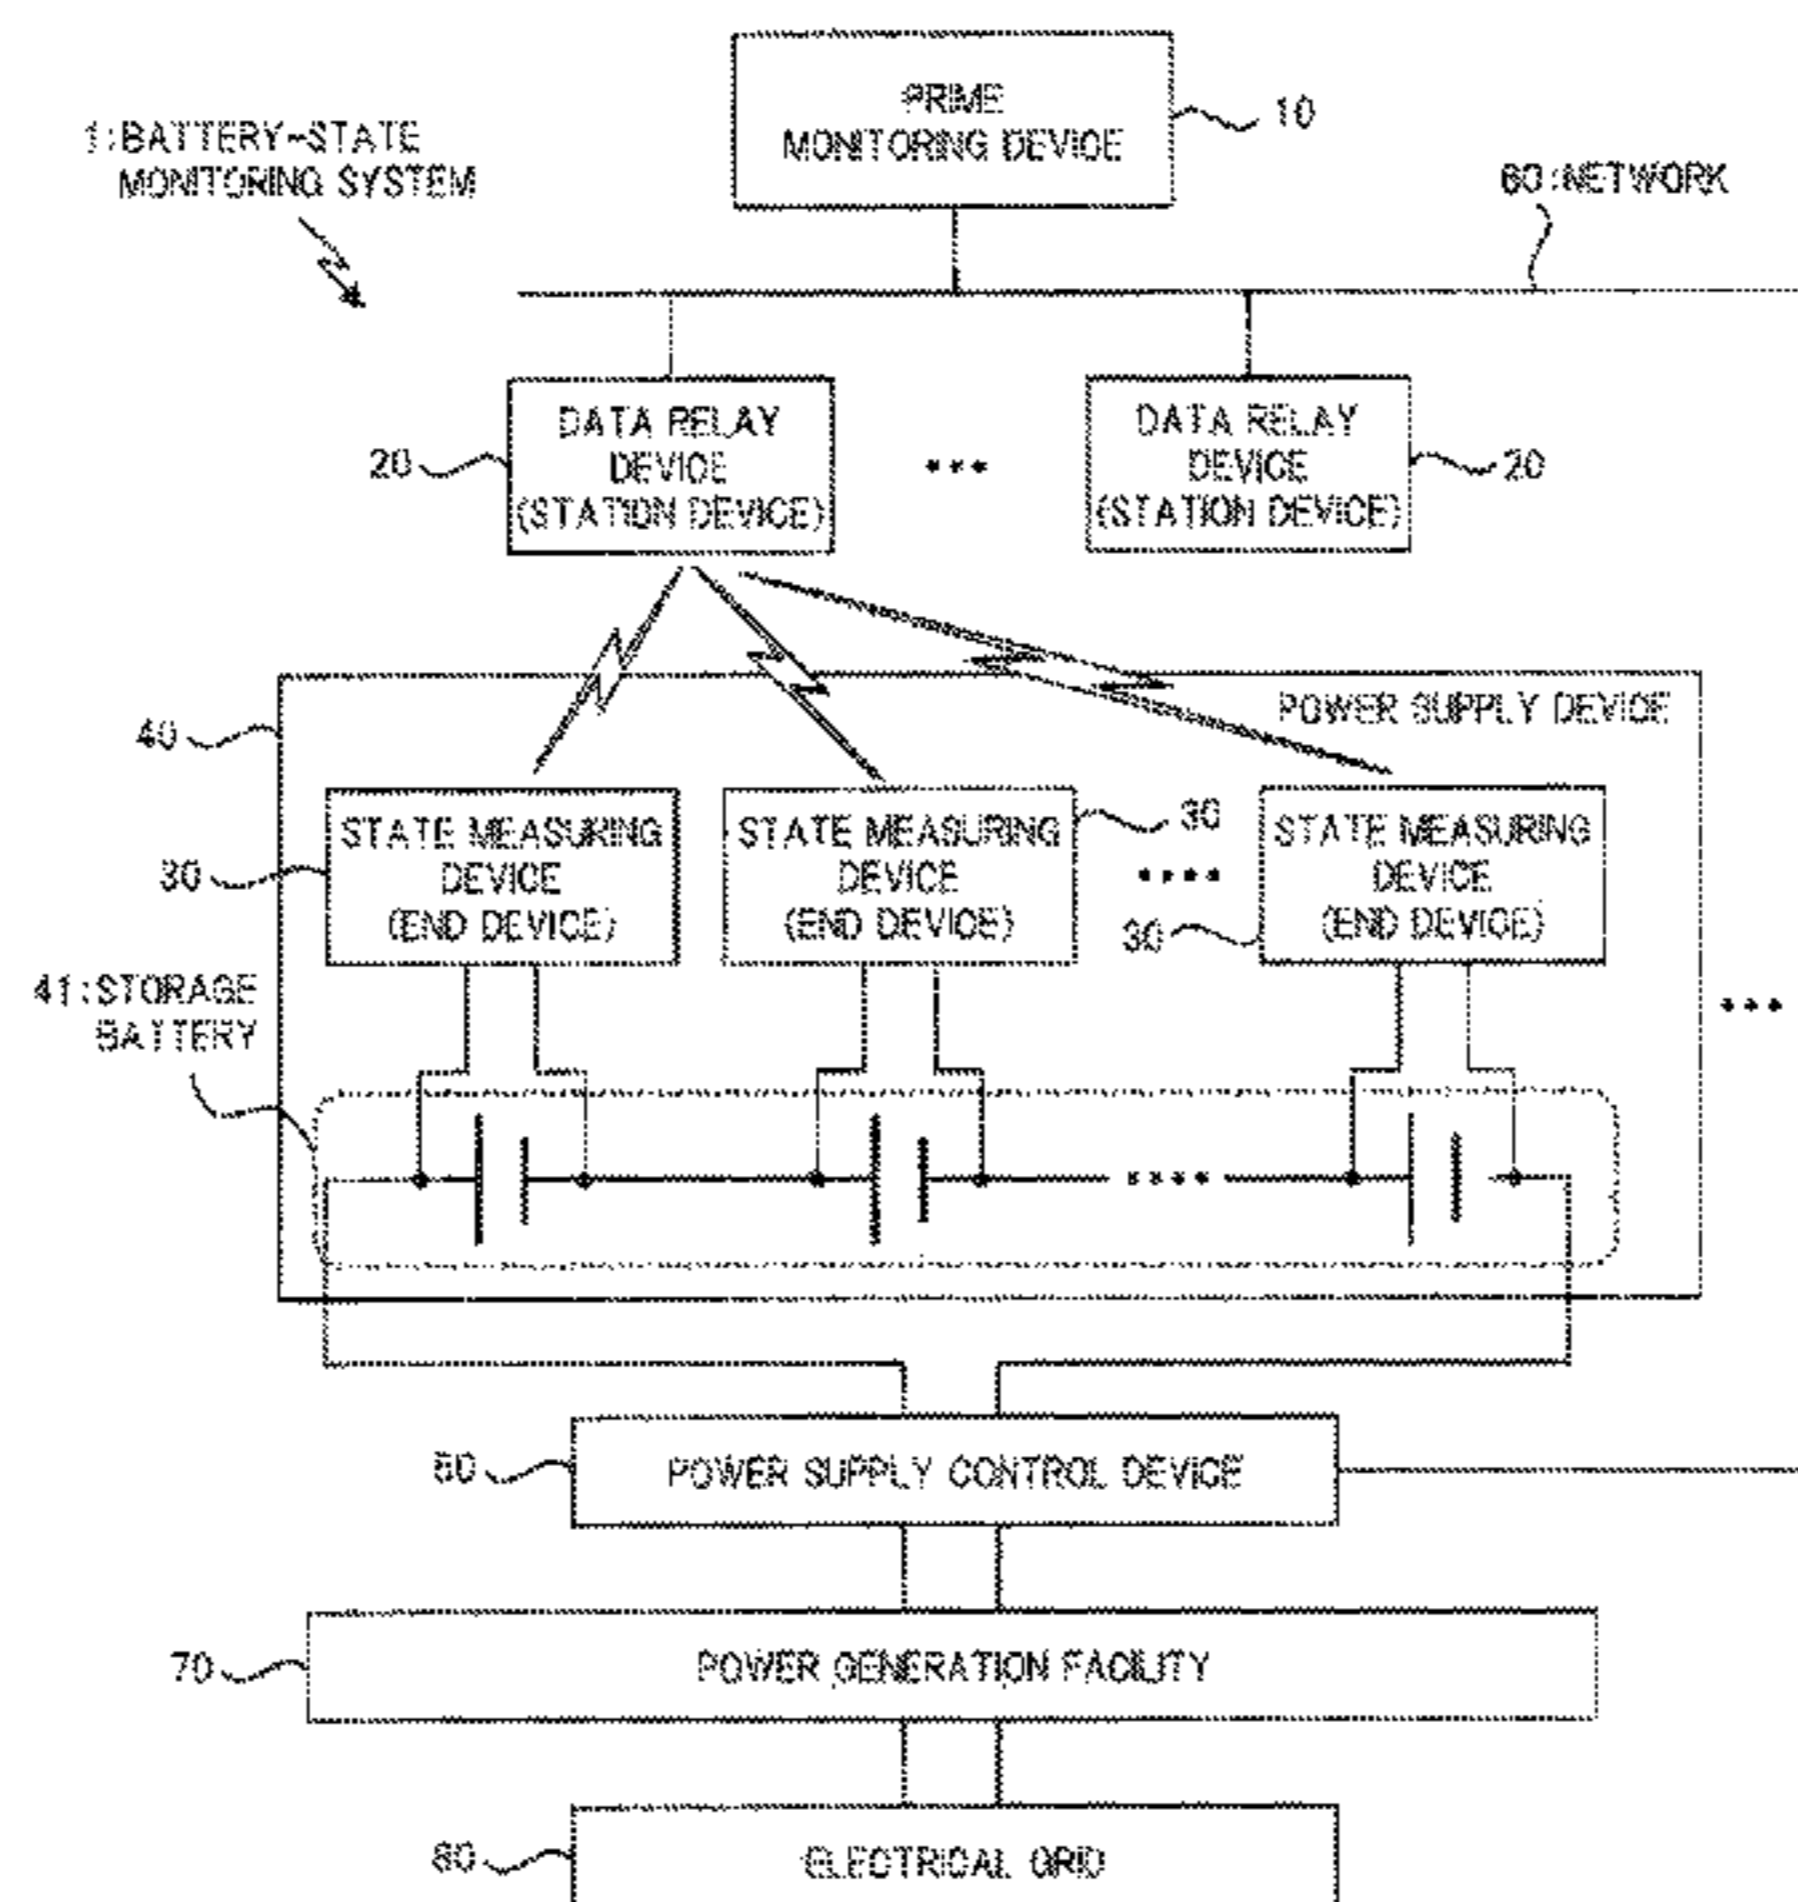 PRIME
MONITORING DEVICE
10
1:BATTERY-STATE
MONITORING SYSTEM
60:NETWORK
DATA RELAY
DEVICE
(STATION DEVICE)
20
...
DATA RELAY
DEVICE
(STATION DEVICE)
20
POWER SUPPLY DEVICE
40
STATE MEASURING
DEVICE
(END DEVICE)
30
STATE MEASURING
DEVICE
(END DEVICE)
30
....
STATE MEASURING
DEVICE
(END DEVICE)
30
41:STORAGE
BATTERY
...
....
50
POWER SUPPLY CONTROL DEVICE
70
POWER GENERATION FACILITY
80
ELECTRICAL GRID